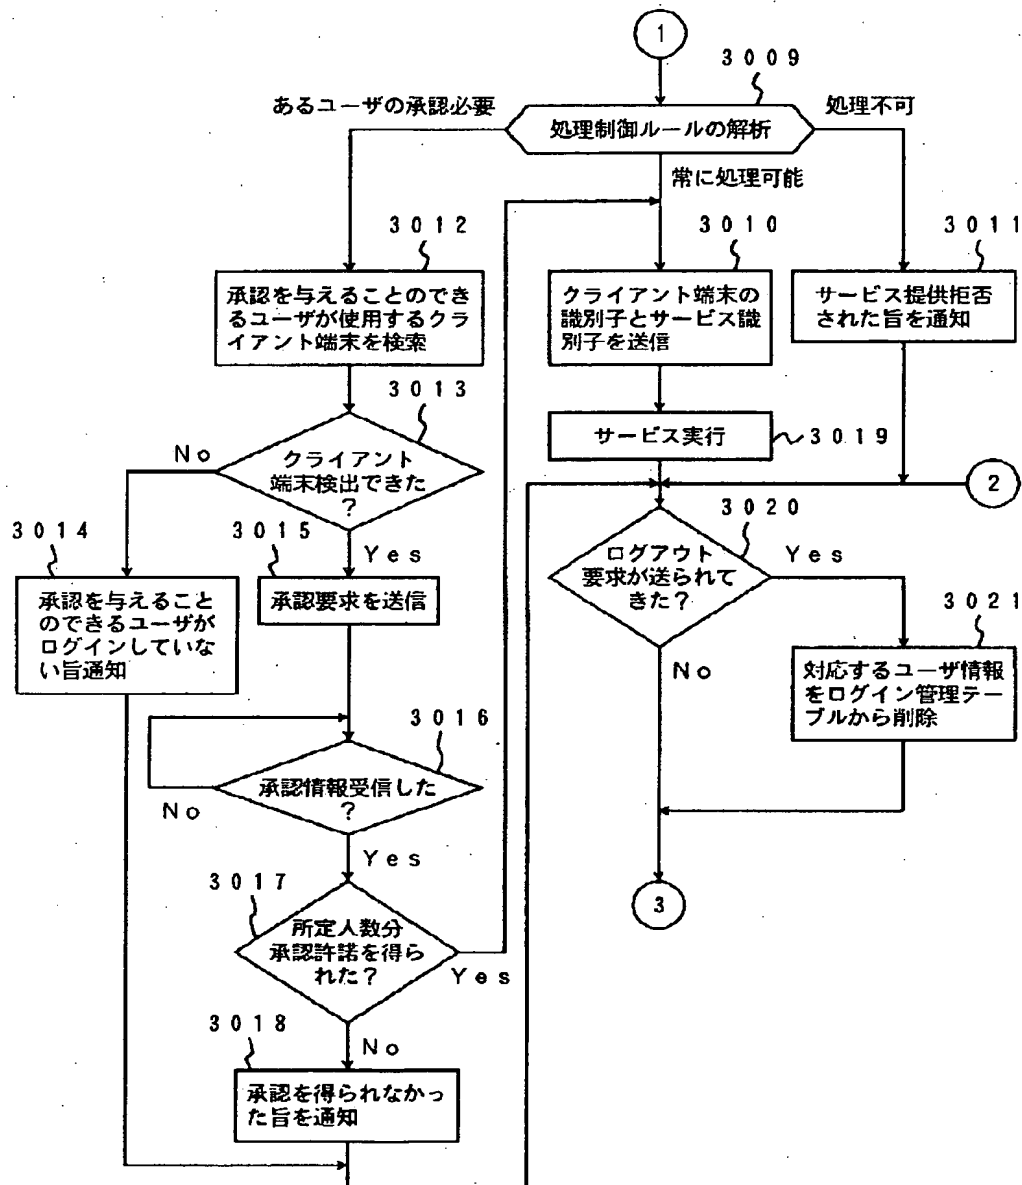 1
3009
あるユーザの承認必要
処理制御ルールの解析
処理不可
常に処理可能
3012
承認を与えることのでき
るユーザが使用するクラ
イアント端末を検索
3010
クライアント端末の
識別子とサービス識
別子を送信
3011
サービス提供拒否
された旨を通知
3013
クライアント
端末検出できた
?
No
Yes
サービス実行
3019
2
3014
承認を与えること
のできるユーザが
ログインしていな
い旨通知
3015
承認要求を送信
3020
ログアウト
要求が送られて
きた?
Yes
No
3021
対応するユーザ情報
をログイン管理テー
ブルから削除
3016
承認情報受信した
?
No
Yes
3017
所定人数分
承認許諾を得ら
れた?
Yes
No
3
3018
承認を得られなかっ
た旨を通知